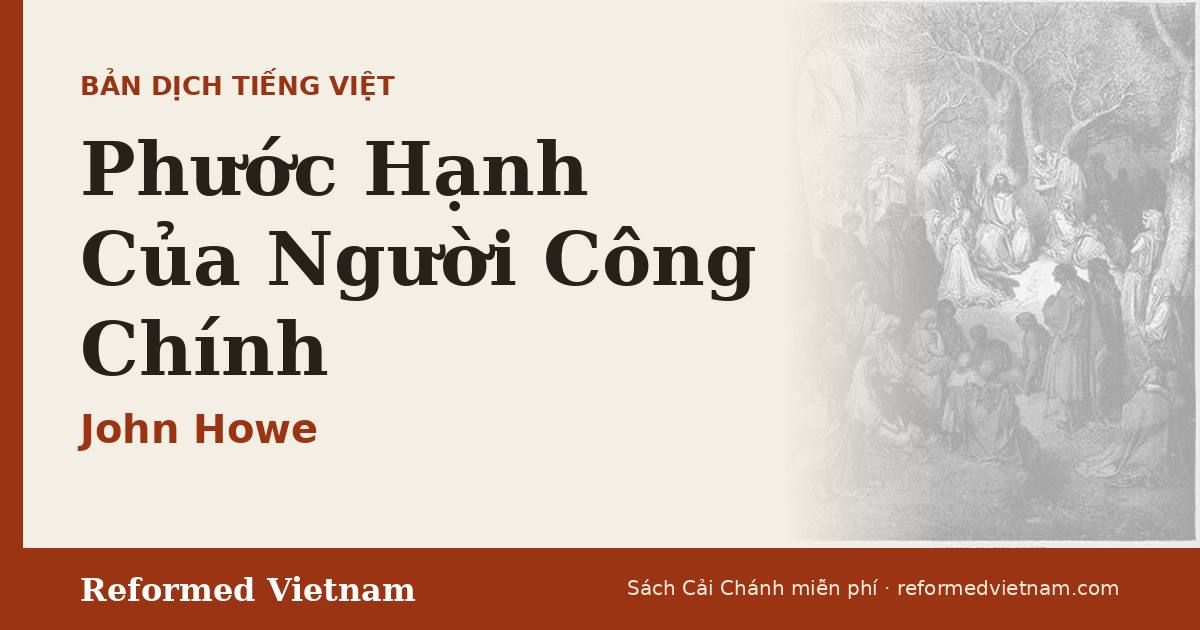 BẢN DỊCH TIẾNG VIỆT
Phước Hạnh
Của Người Công
Chính
John Howe
Reformed Vietnam
Sách Cải Chánh miễn phí · reformedvietnam.com